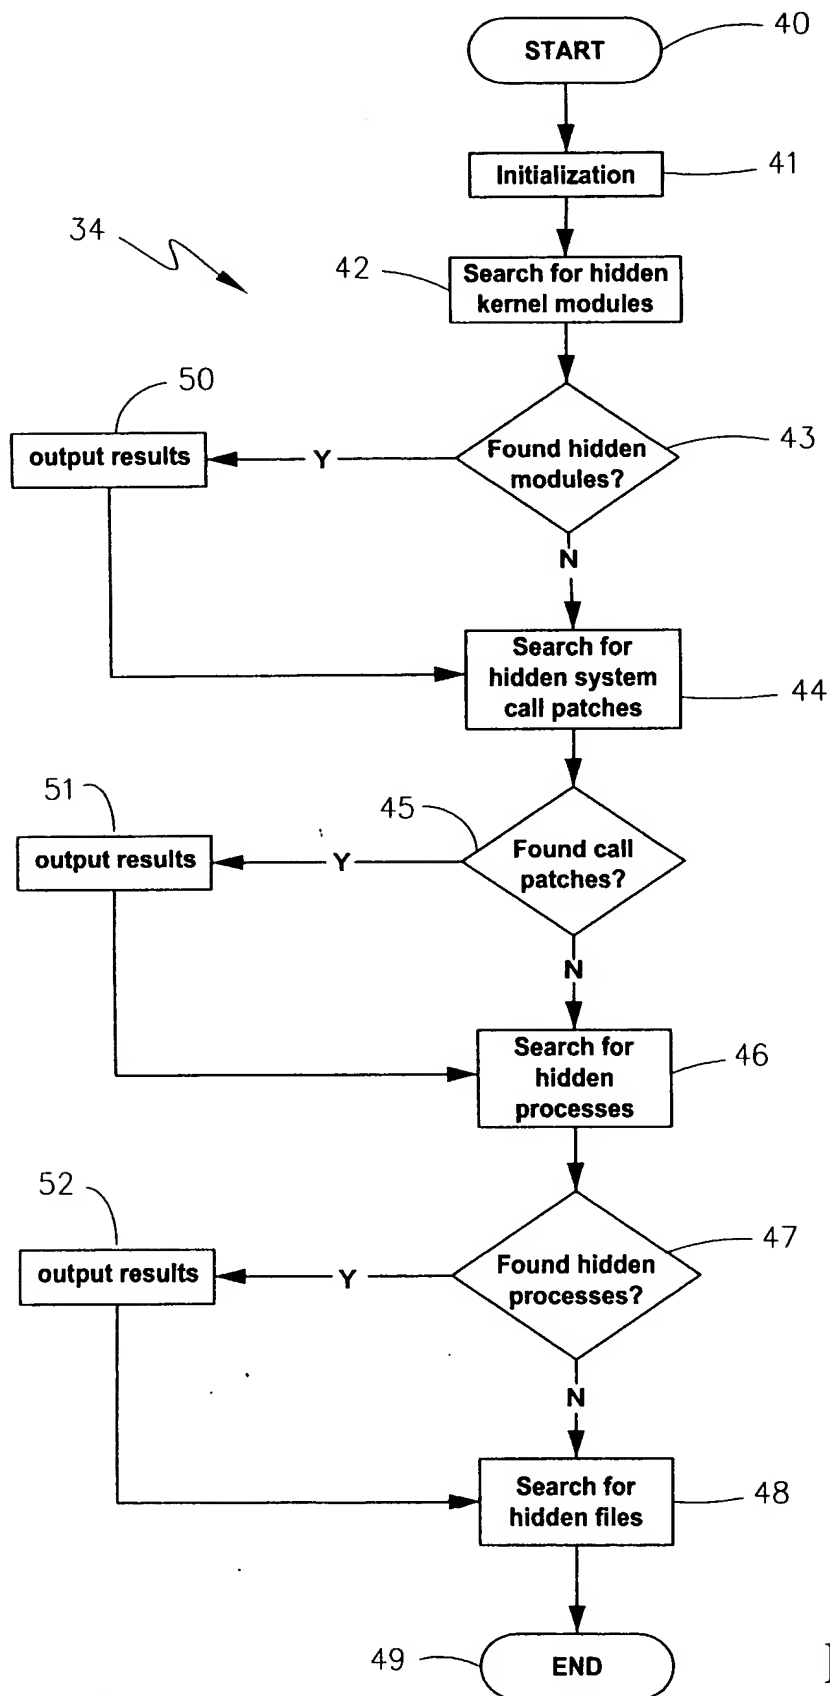 START
40
Initialization
41
34
42
Search for hidden
kernel modules
50
output results
Y
Found hidden
modules?
43
N
Search for
hidden system
call patches
44
51
output results
Y
45
Found call
patches?
N
Search for
hidden
processes
46
52
output results
Y
Found hidden
processes?
47
N
Search for
hidden files
48
49
END